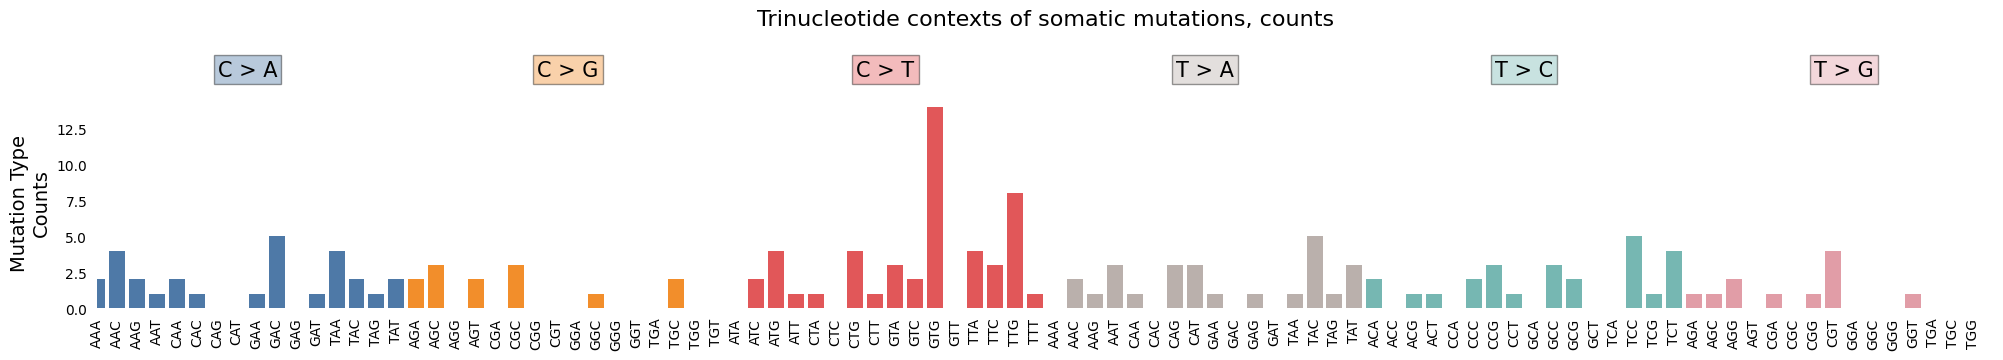 Trinucleotide contexts of somatic mutations, counts
C > A
C > G
C > T
T > A
T > C
T > G
Mutation Type
Counts
12.5
10.0
7.5
5.0
2.5
0.0
AAA
AAC
AAG
AAT
CAA
CAC
CAG
CAT
GAA
GAC
GAG
GAT
TAA
TAC
TAG
TAT
AGA
AGC
AGG
AGT
CGA
CGC
CGG
CGT
GGA
GGC
GGG
GGT
TGA
TGC
TGG
TGT
ATA
ATC
ATG
ATT
CTA
CTC
CTG
CTT
GTA
GTC
GTG
GTT
TTA
TTC
TTG
TTT
AAA
AAC
AAG
AAT
CAA
CAC
CAG
CAT
GAA
GAC
GAG
GAT
TAA
TAC
TAG
TAT
ACA
ACC
ACG
ACT
CCA
CCC
CCG
CCT
GCA
GCC
GCG
GCT
TCA
TCC
TCG
TCT
AGA
AGC
AGG
AGT
CGA
CGC
CGG
CGT
GGA
GGC
GGG
GGT
TGA
TGC
TGG